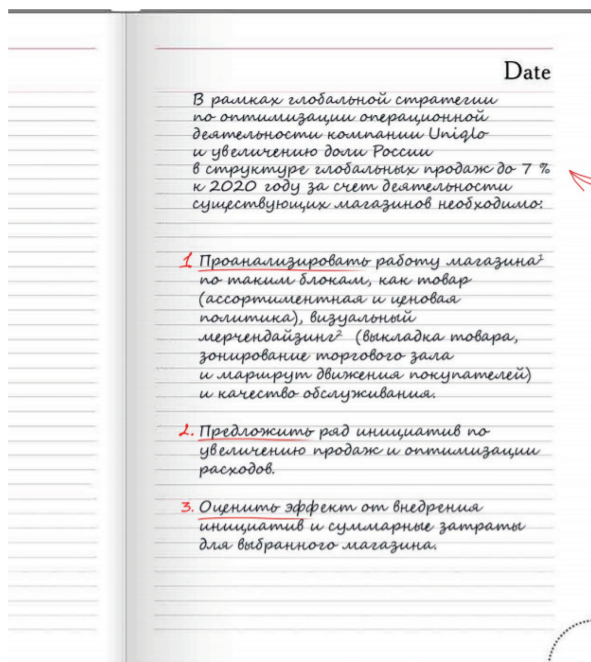 Date
В рамках глобальной стратегии
по оптимизации операционной
деятельности компании Uniqlo
и увеличению доли России
в структуре глобальных продаж до 7 %
к 2020 году за счет деятельности
существующих магазинов необходимо:
1 Проанализировать работу магазина¹
по таким блокам, как товар
(ассортиментная и ценовая
политика), визуальный
мерчендайзинг² (выкладка товара,
зонирование торгового зала
и маршрут движения покупателей)
и качество обслуживания.
2. Предложить ряд инициатив по
увеличению продаж и оптимизации
расходов.
3. Оценить эффект от внедрения
инициатив и суммарные затраты
для выбранного магазина.